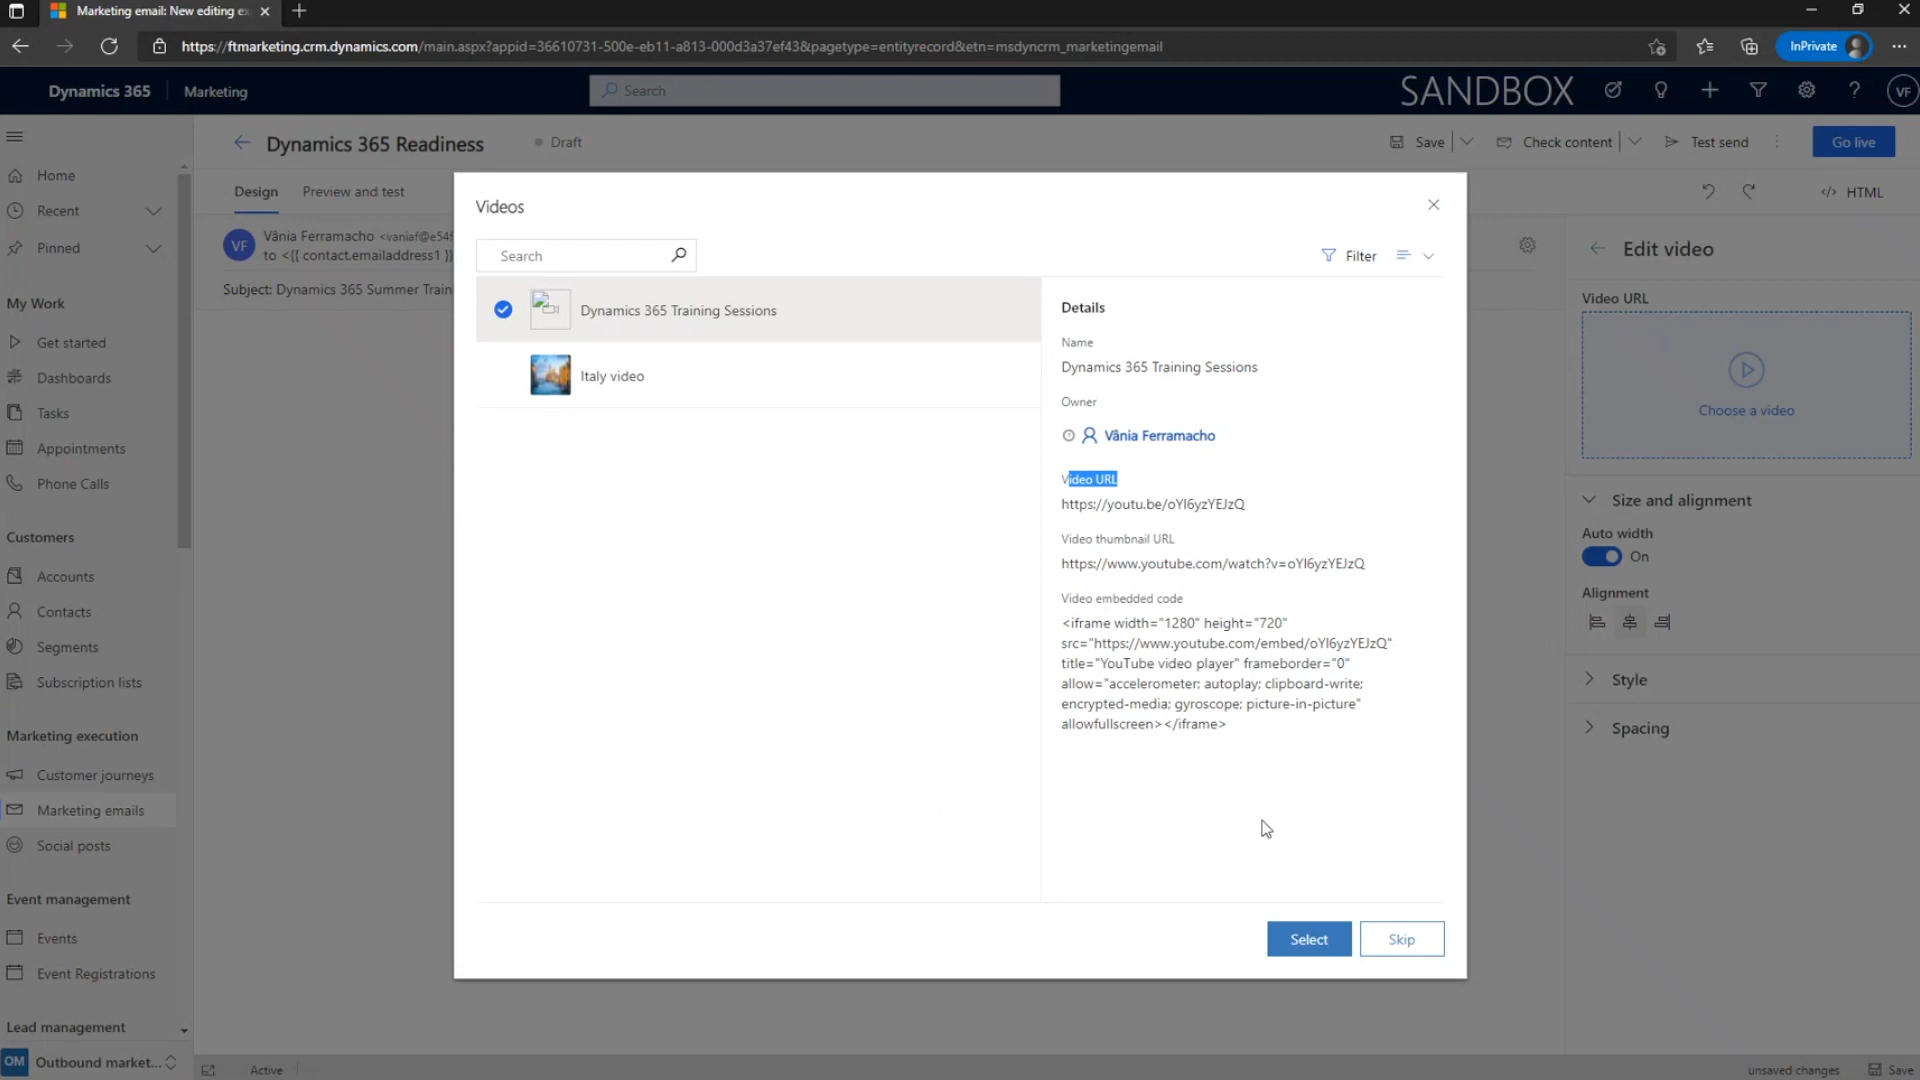 Marketing email: New editing ex
https://ftmarketing.crm.dynamics.com/main.aspx?appid=36610731-500e-eb11-a813-000d3a37ef43&pagetype=entityrecord&etn=msdyncrm_marketingemail
InPrivate
Dynamics 365
Marketing
Search
SANDBOX
VF
Dynamics 365 Readiness
Draft
Save
Check content
Test send
Go live
Home
Recent
Pinned
My Work
Get started
Dashboards
Tasks
Appointments
Phone Calls
Customers
Accounts
Contacts
Segments
Subscription lists
Marketing execution
Customer journeys
Marketing emails
Social posts
Event management
Events
Event Registrations
Lead management
OM Outbound market...
Design
Preview and test
HTML
VF
Vânia Ferramacho <vaniaf@e54f
to <{{ contact.emailaddress1 }}
Subject: Dynamics 365 Summer Train
Videos
Search
Filter
Dynamics 365 Training Sessions
Italy video
Details
Name
Dynamics 365 Training Sessions
Owner
Vânia Ferramacho
Video URL
https://youtu.be/oYl6yzYEJzQ
Video thumbnail URL
https://www.youtube.com/watch?v=oYl6yzYEJzQ
Video embedded code
<iframe width="1280" height="720"
src="https://www.youtube.com/embed/oYl6yzYEJzQ"
title="YouTube video player" frameborder="0"
allow="accelerometer; autoplay; clipboard-write;
encrypted-media; gyroscope; picture-in-picture"
allowfullscreen></iframe>
Select
Skip
Edit video
Video URL
Choose a video
Size and alignment
Auto width
On
Alignment
Style
Spacing
Active
unsaved changes
Save